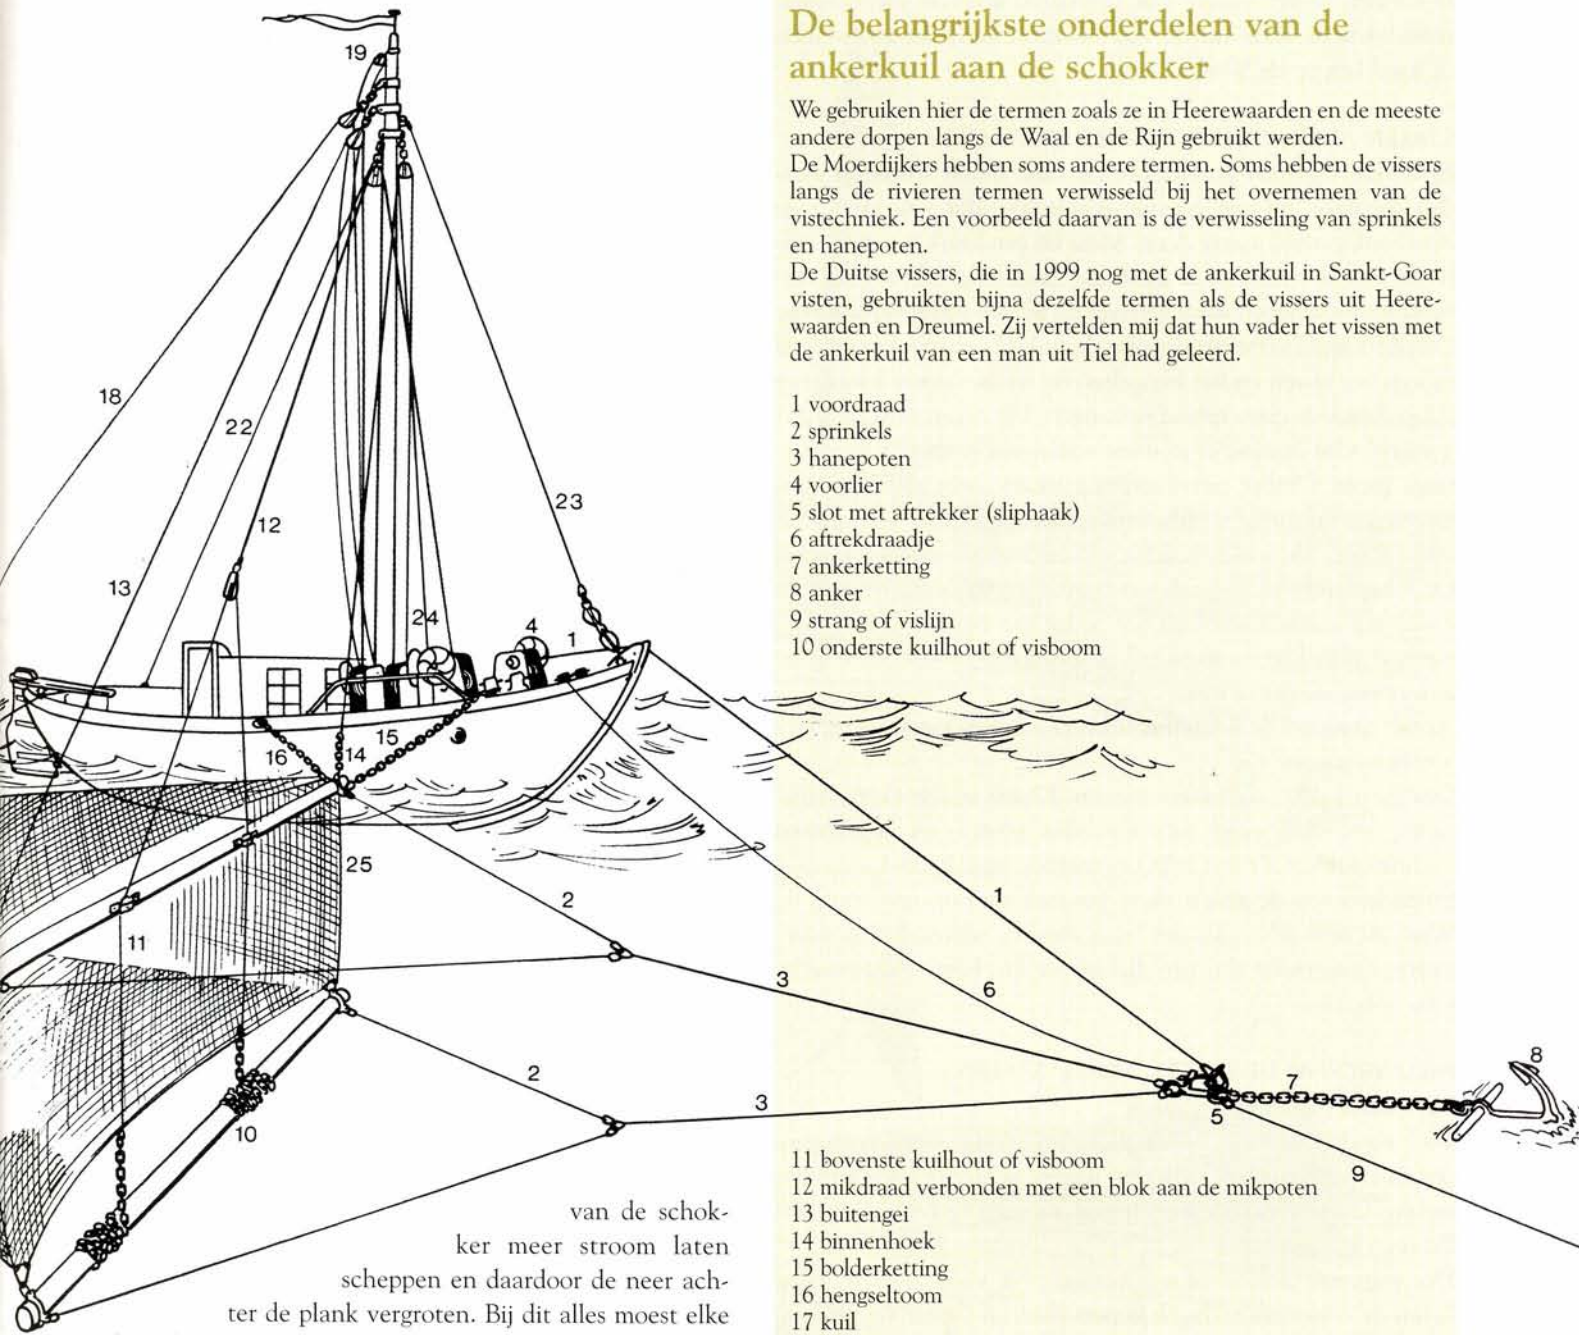 De belangrijkste onderdelen van de
ankerkuil aan de schokker
We gebruiken hier de termen zoals ze in Heerewaarden en de meeste
andere dorpen langs de Waal en de Rijn gebruikt werden.
De Moerdijkers hebben soms andere termen. Soms hebben de vissers
langs de rivieren termen verwisseld bij het overnemen van de
vistechniek. Een voorbeeld daarvan is de verwisseling van sprinkels
en hanepoten.
De Duitse vissers, die in 1999 nog met de ankerkuil in Sankt-Goar
visten, gebruikten bijna dezelfde termen als de vissers uit Heere-
waarden en Dreumel. Zij vertelden mij dat hun vader het vissen met
de ankerkuil van een man uit Tiel had geleerd.
1 voordraad
2 sprinkels
3 hanepoten
4 voorlier
5 slot met aftrekker (sliphaak)
6 aftrekdraadje
7 ankerketting
8 anker
9 strang of vislijn
10 onderste kuilhout of visboom
11 bovenste kuilhout of visboom
12 mikdraad verbonden met een blok aan de mikpoten
13 buitengei
14 binnenhoek
15 bolderketting
16 hengseltoom
17 kuil
19
18
22
12
23
13
24
4
1
16
14
15
25
2
1
11
3
6
2
3
10
7
8
5
9
van de schok-
ker meer stroom laten
scheppen en daardoor de neer ach-
ter de plank vergroten. Bij dit alles moest elke